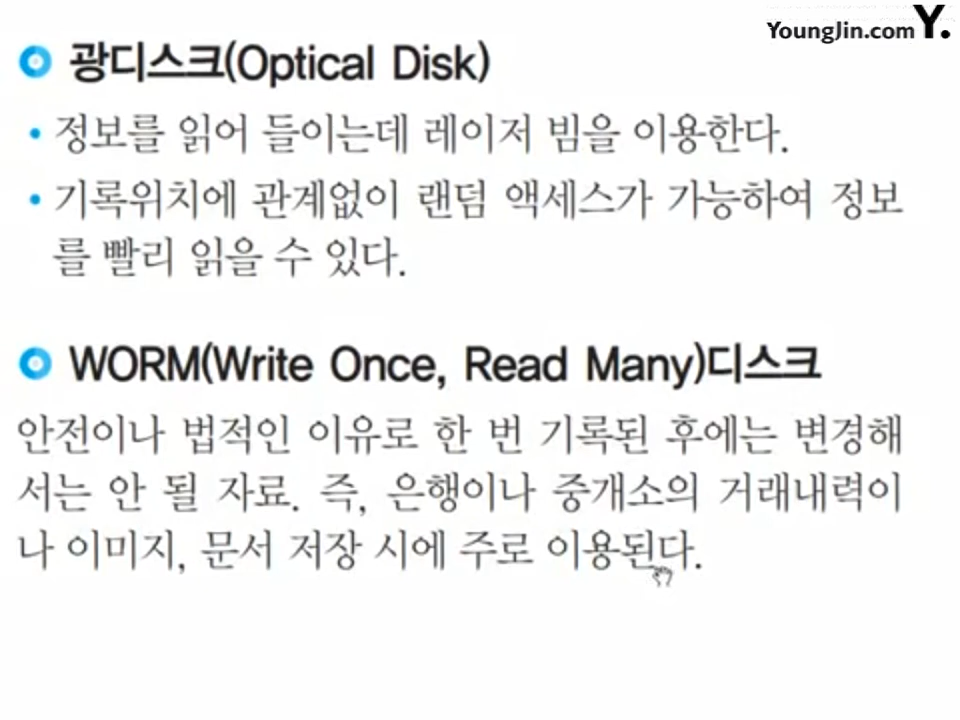 YoungJin.com Y.
광디스크(Optical Disk)
• 정보를 읽어 들이는데 레이저 빔을 이용한다.
• 기록위치에 관계없이 랜덤 액세스가 가능하여 정보
를 빨리 읽을 수 있다.
WORM(Write Once, Read Many)디스크
안전이나 법적인 이유로 한 번 기록된 후에는 변경해
서는 안 될 자료. 즉, 은행이나 중개소의 거래내력이
나 이미지, 문서 저장 시에 주로 이용된다.